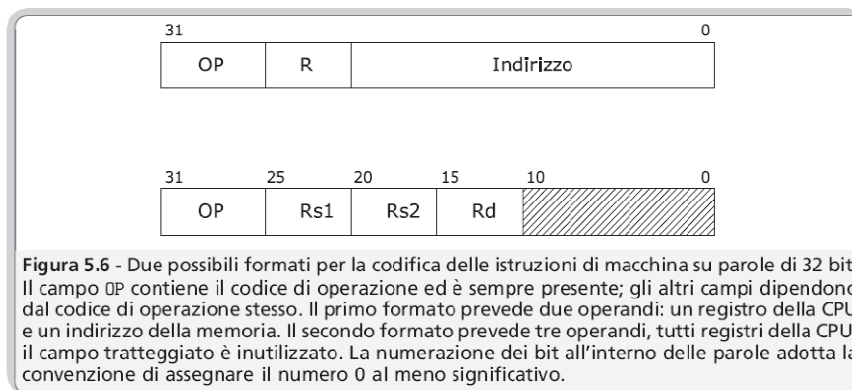 31 0
OP R Indirizzo
31 25 20 15 10 0
OP Rs1 Rs2 Rd
Figura 5.6 - Due possibili formati per la codifica delle istruzioni di macchina su parole di 32 bit
Il campo OP contiene il codice di operazione ed è sempre presente; gli altri campi dipendono
dal codice di operazione stesso. Il primo formato prevede due operandi: un registro della CPU
e un indirizzo della memoria. Il secondo formato prevede tre operandi, tutti registri della CPU
il campo tratteggiato è inutilizzato. La numerazione dei bit all'interno delle parole adotta la
convenzione di assegnare il numero 0 al meno significativo.